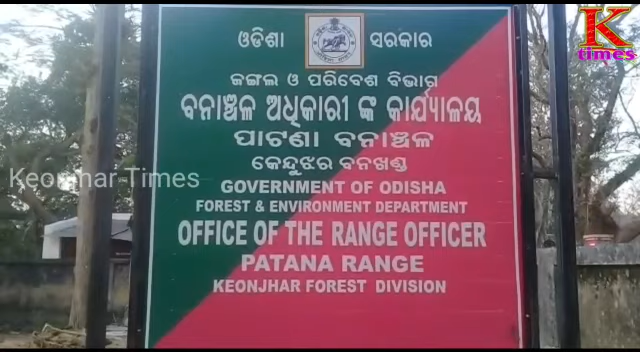 ଓଡିଶା ସରକାର
ଜଙ୍ଗଲ ଓ ପରିବେଶ ବିଭାଗ
ବନାଞ୍ଚଳ ଅଧିକାରୀ ଙ୍କ କାର୍ଯ୍ୟାଳୟ
ପାଟଣା ବନାଞ୍ଚଳ
କେନ୍ଦୁଝର ବନଖଣ୍ଡ
GOVERNMENT OF ODISHA
FOREST & ENVIRONMENT DEPARTMENT
OFFICE OF THE RANGE OFFICER
PATANA RANGE
KEONJHAR FOREST DIVISION
Keonjhar Times
K
times